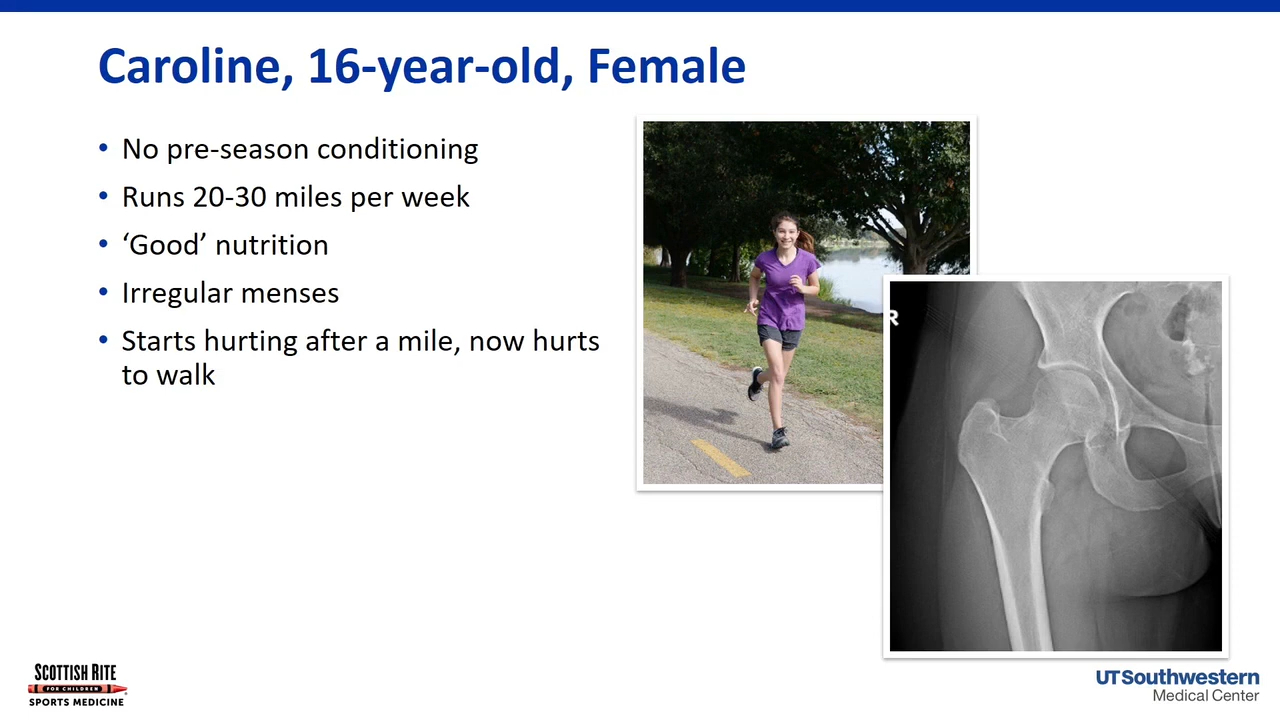 Caroline, 16-year-old, Female
• No pre-season conditioning
• Runs 20-30 miles per week
• ‘Good’ nutrition
• Irregular menses
• Starts hurting after a mile, now hurts
to walk
R
SCOTTISH RITE
FOR CHILDREN
SPORTS MEDICINE
UTSouthwestern
Medical Center